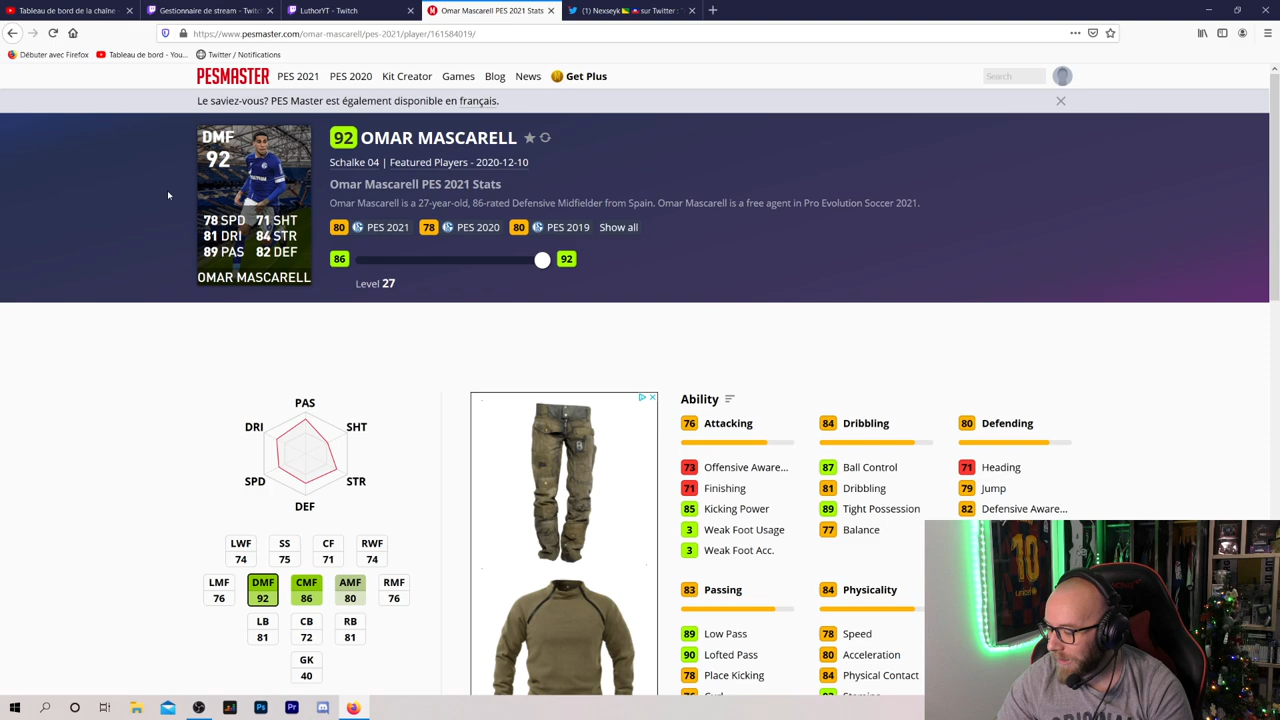 Tableau de bord de la chaîne
Gestionnaire de stream - Twitc
LuthorYT - Twitch
Omar Mascarell PES 2021 Stats
(1) Nexseyk sur Twitter : "
https://www.pesmaster.com/omar-mascarell/pes-2021/player/161584019/
Débuter avec Firefox
Tableau de bord - You...
Twitter / Notifications
PESMASTER PES 2021 PES 2020 Kit Creator Games Blog News Get Plus Search
Le saviez-vous? PES Master est également disponible en français.
DMF
92
78 SPD 71 SHT
81 DRI 84 STR
89 PAS 82 DEF
OMAR MASCARELL
92 OMAR MASCARELL
Schalke 04 | Featured Players - 2020-12-10
Omar Mascarell PES 2021 Stats
Omar Mascarell is a 27-year-old, 86-rated Defensive Midfielder from Spain. Omar Mascarell is a free agent in Pro Evolution Soccer 2021.
80 PES 2021 78 PES 2020 80 PES 2019 Show all
86 92
Level 27
PAS
DRI SHT
SPD STR
DEF
LWF SS CF RWF
74 75 71 74
LMF DMF CMF AMF RMF
76 92 86 80 76
LB CB RB
81 72 81
GK
40
Ability
76 Attacking
73 Offensive Aware...
71 Finishing
85 Kicking Power
3 Weak Foot Usage
3 Weak Foot Acc.
84 Dribbling
87 Ball Control
81 Dribbling
89 Tight Possession
77 Balance
80 Defending
71 Heading
79 Jump
82 Defensive Aware...
83 Passing
89 Low Pass
90 Lofted Pass
78 Place Kicking
84 Physicality
78 Speed
80 Acceleration
84 Physical Contact
10
unicef
ORIGINAL